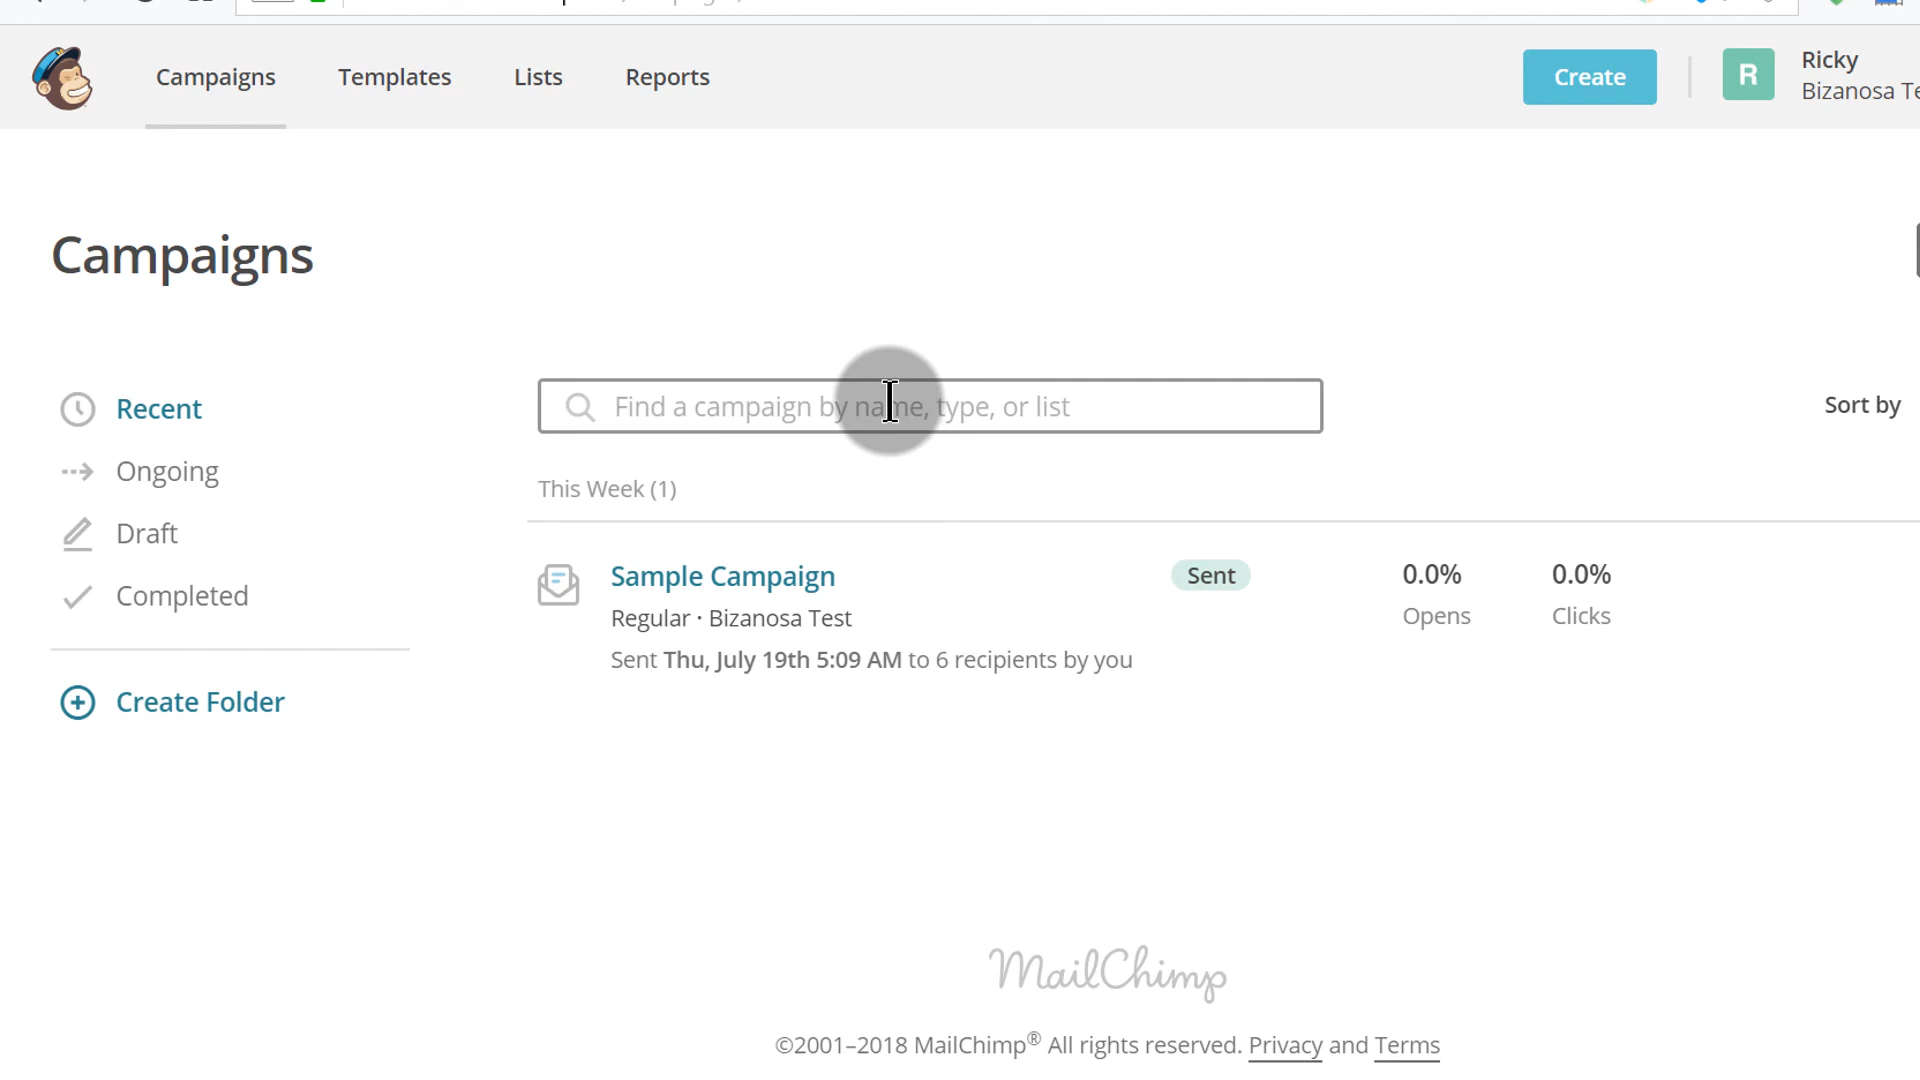 Campaigns Templates Lists Reports Create R Ricky
Bizanosa
Campaigns
Recent
Ongoing
Draft
Completed
Create Folder
Find a campaign by name, type, or list
Sort by
This Week (1)
Sample Campaign Sent 0.0% 0.0%
Regular · Bizanosa Test Opens Clicks
Sent Thu, July 19th 5:09 AM to 6 recipients by you
MailChimp
©2001–2018 MailChimp® All rights reserved. Privacy and Terms